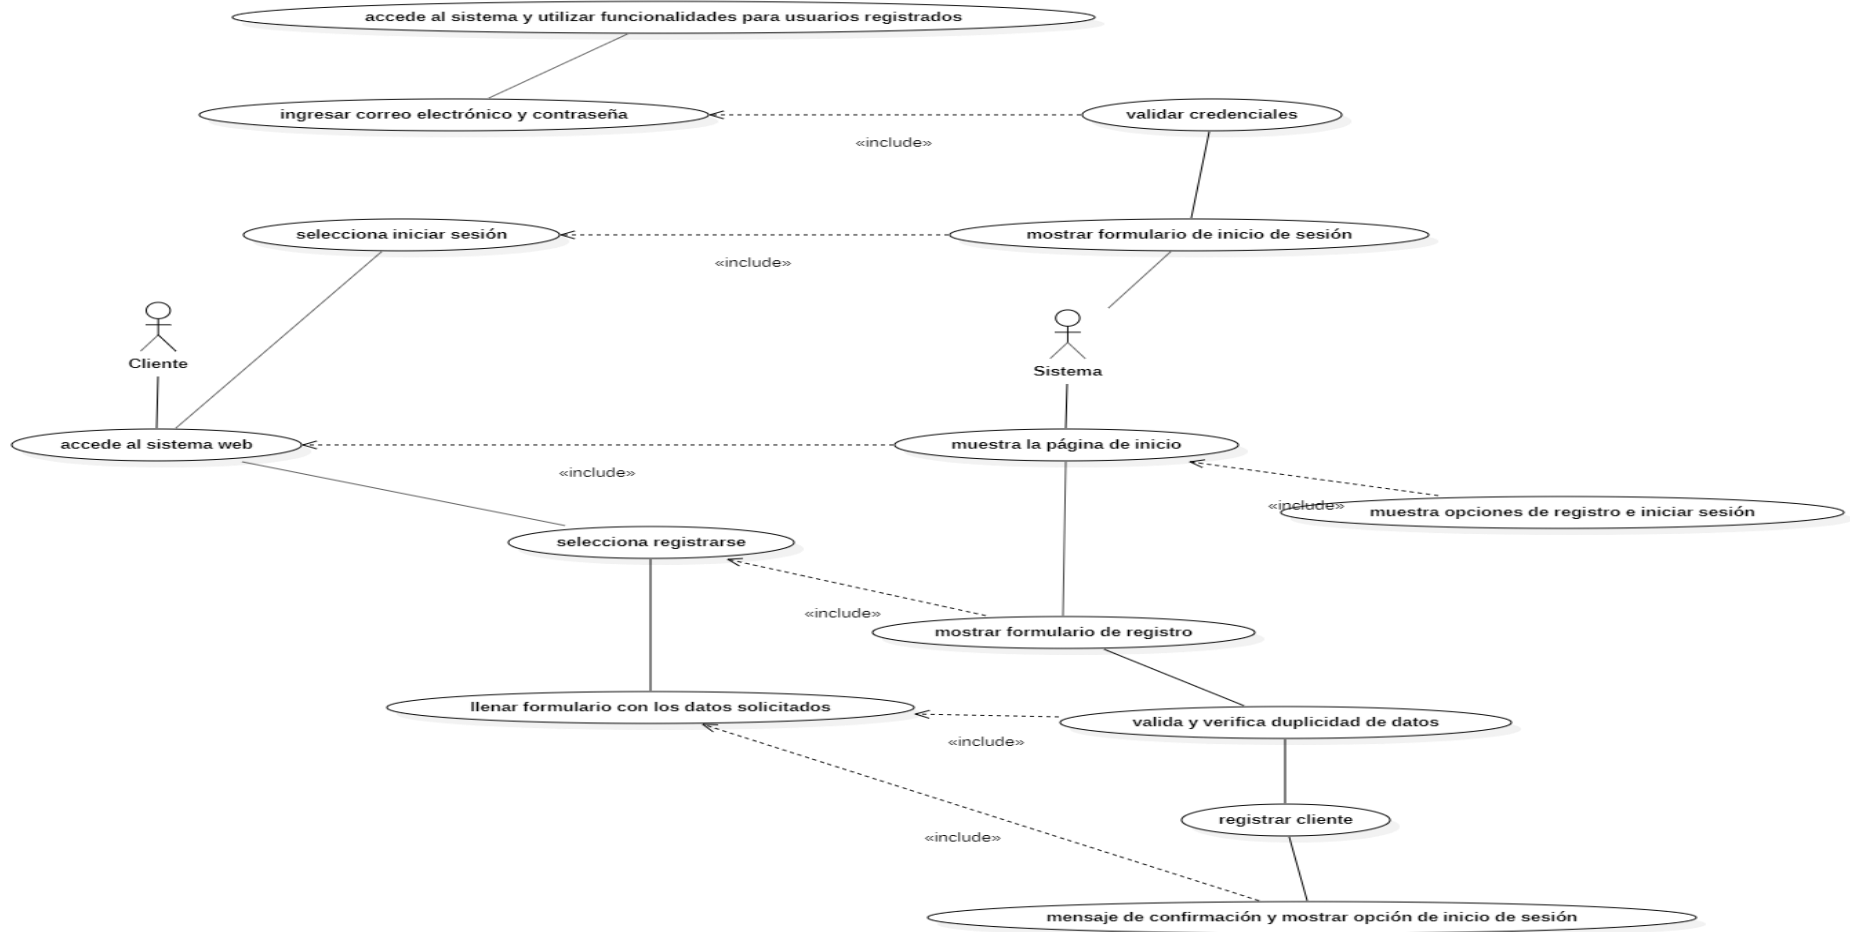 accede al sistema y utilizar funcionalidades para usuarios registrados
ingresar correo electrónico y contraseña
validar credenciales
«include»
selecciona iniciar sesión
mostrar formulario de inicio de sesión
«include»
Cliente
Sistema
accede al sistema web
muestra la página de inicio
«include»
«include»
muestra opciones de registro e iniciar sesión
selecciona registrarse
«include»
mostrar formulario de registro
llenar formulario con los datos solicitados
valida y verifica duplicidad de datos
«include»
registrar cliente
«include»
mensaje de confirmación y mostrar opción de inicio de sesión